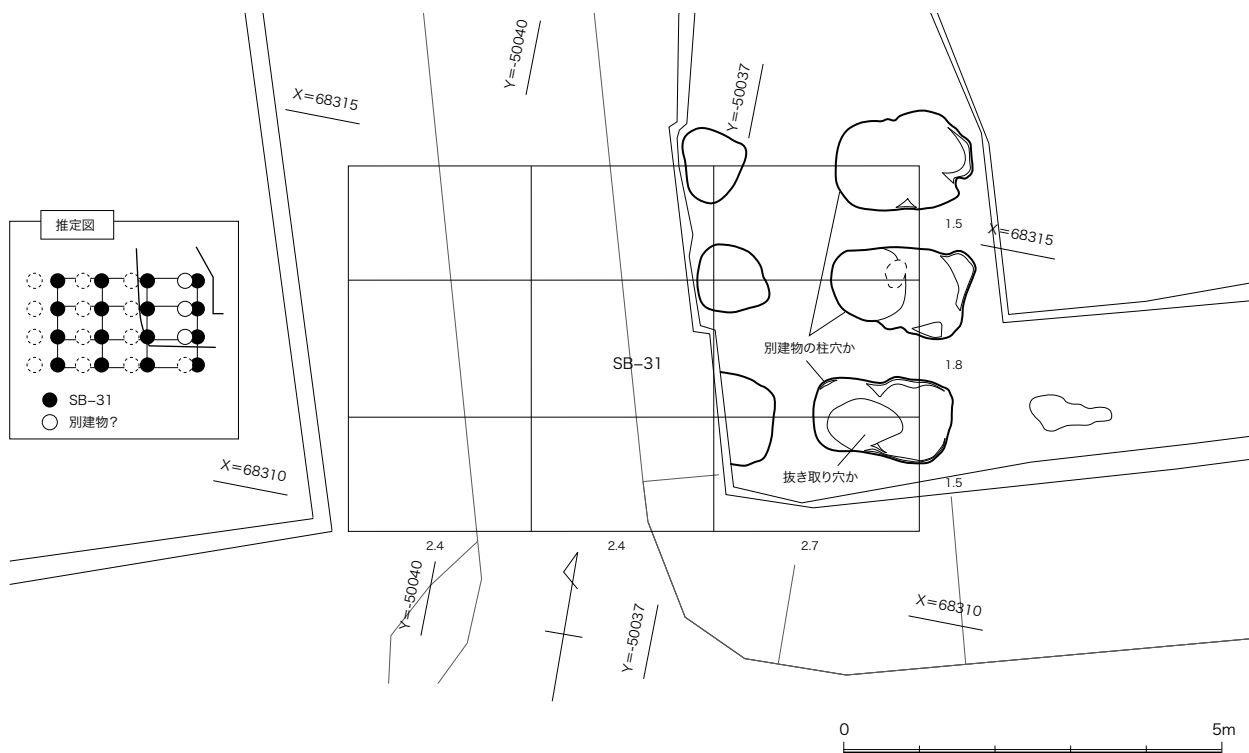 Y=-50040
Y=-50037
X=68315
推定図
1.5
X=68315
別建物の柱穴か
SB–31
1.8
SB–31
別建物?
X=68310
抜き取り穴か
1.5
2.4
2.4
2.7
Y=-50040
Y=-50037
X=68310
0
5m